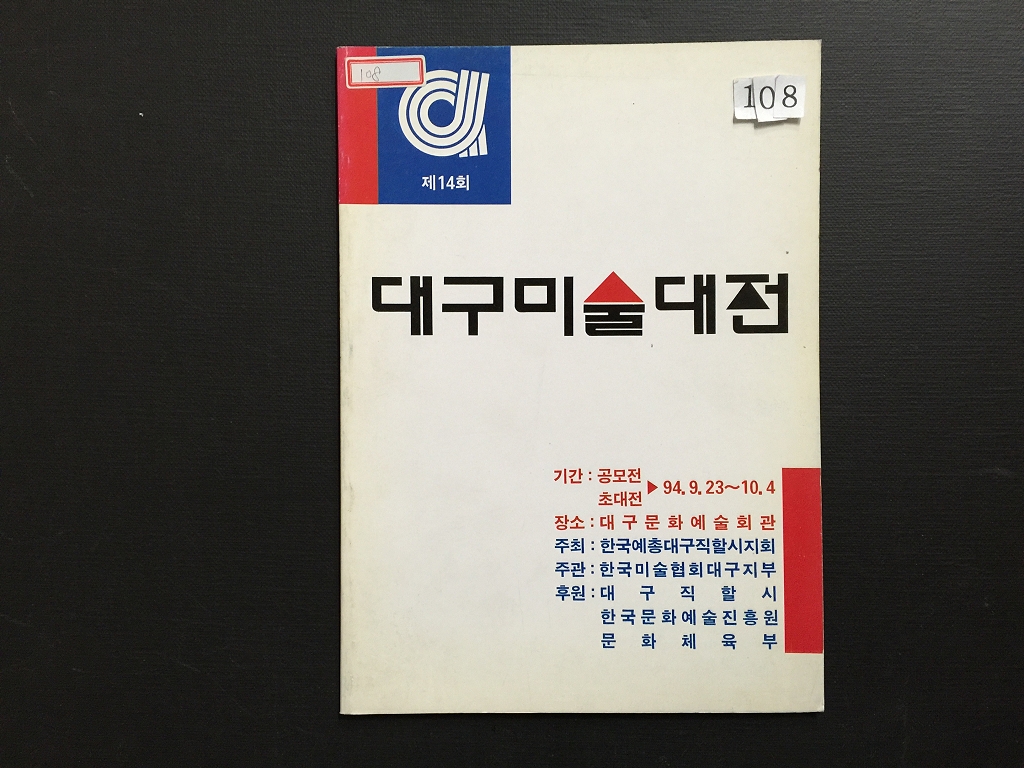 108
108
제14회
대구미술대전
기간 : 공모전
초대전 ▶ 94. 9. 23~10. 4
장소 : 대구문화예술회관
주최 : 한국예총대구직할시지회
주관 : 한국미술협회대구지부
후원 : 대구직할시
한국문화예술진흥원
문화체육부